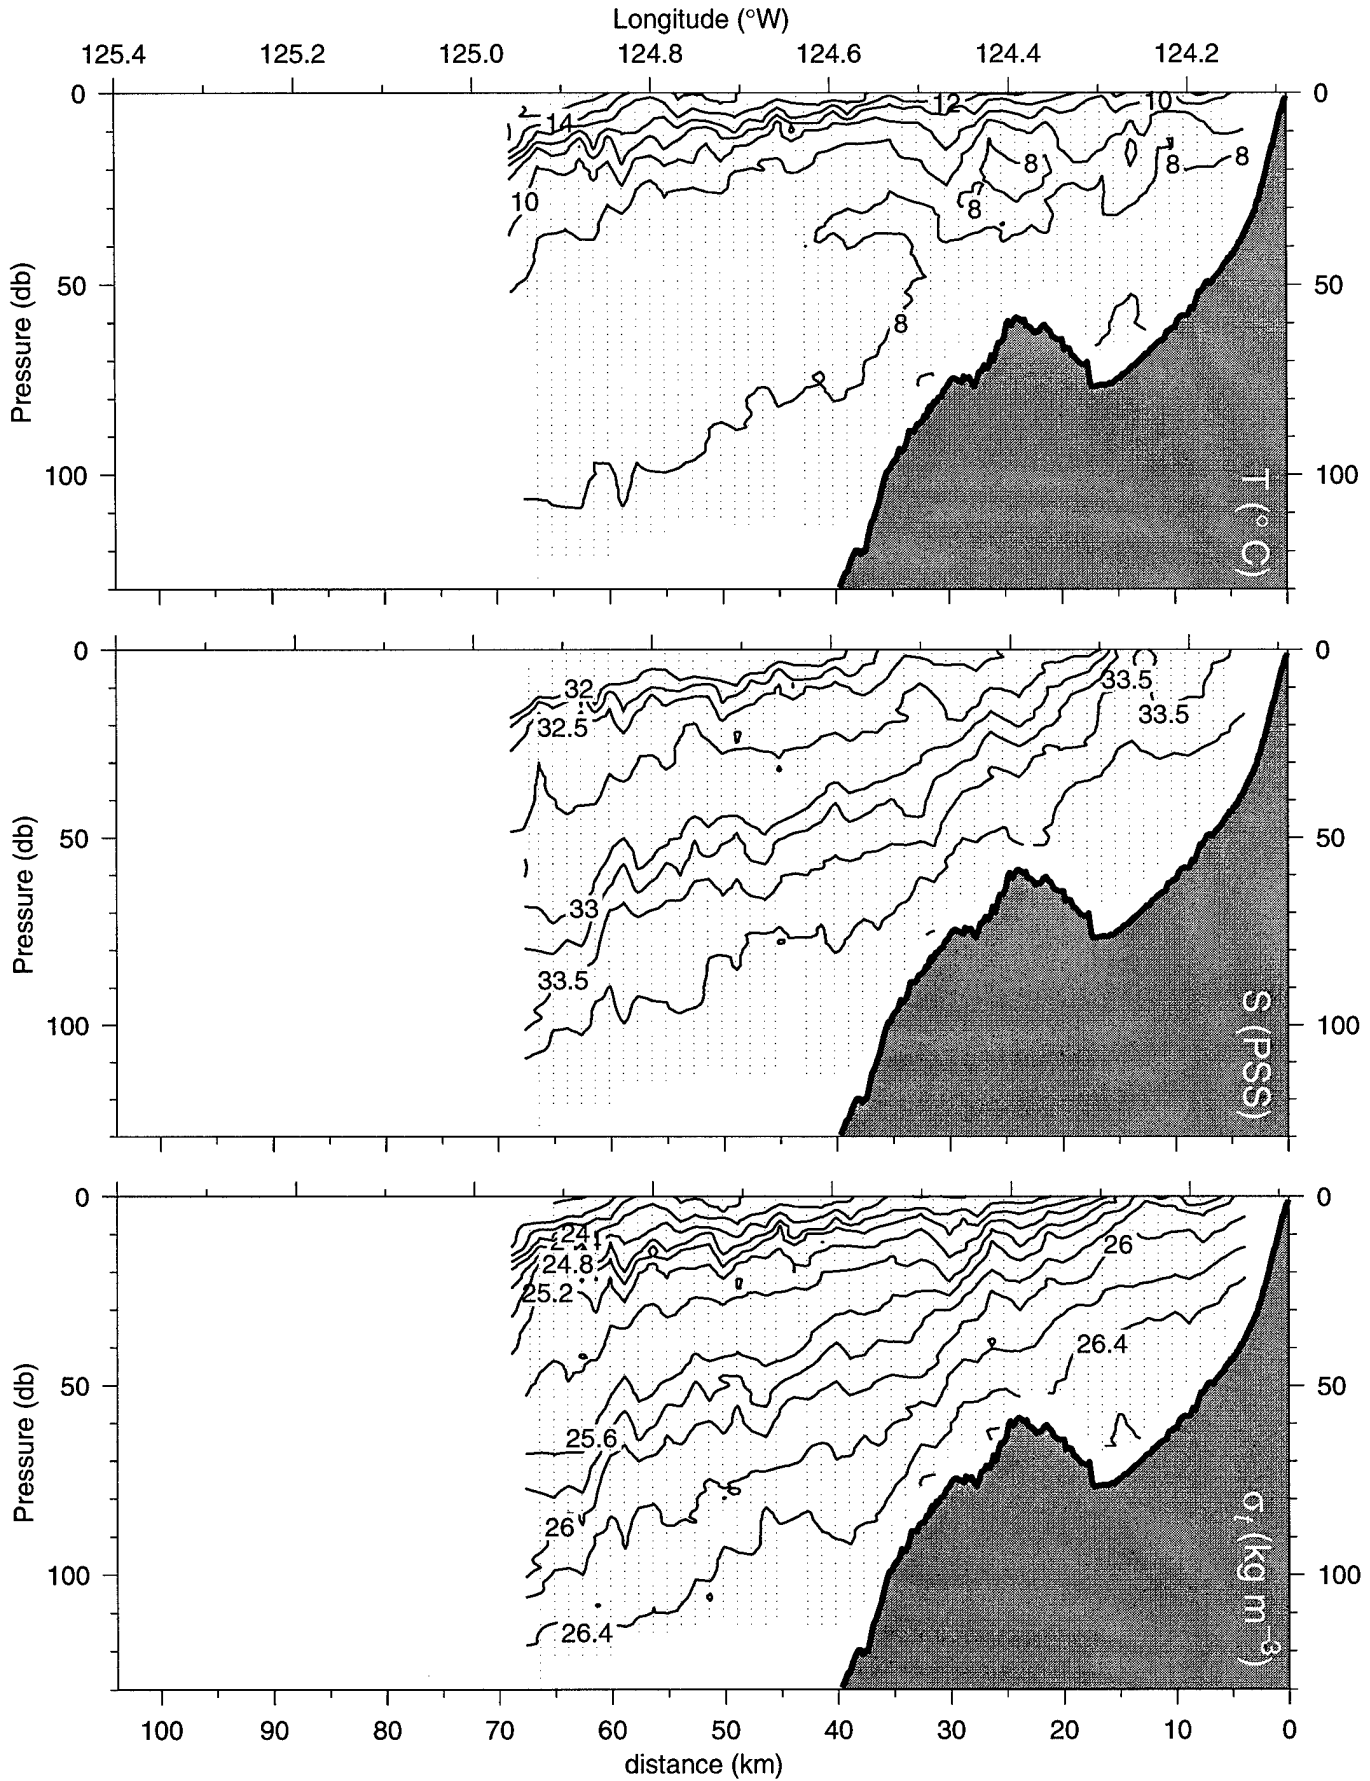 Longitude (°W)
125.4 125.2 125.0 124.8 124.6 124.4 124.2
0 0
14 12 10
8 8 8
10 8
50 50
8
100 100
Pressure (db)
T (° C)
0 0
32 33.5
32.5 33.5
50 50
33
33.5
100 100
Pressure (db)
S (PSS)
0 0
24
24.8 26
25.2
26.4
50 50
25.6
26
100 100
26.4
Pressure (db)
σt (kg m−3)
100 90 80 70 60 50 40 30 20 10 0
distance (km)